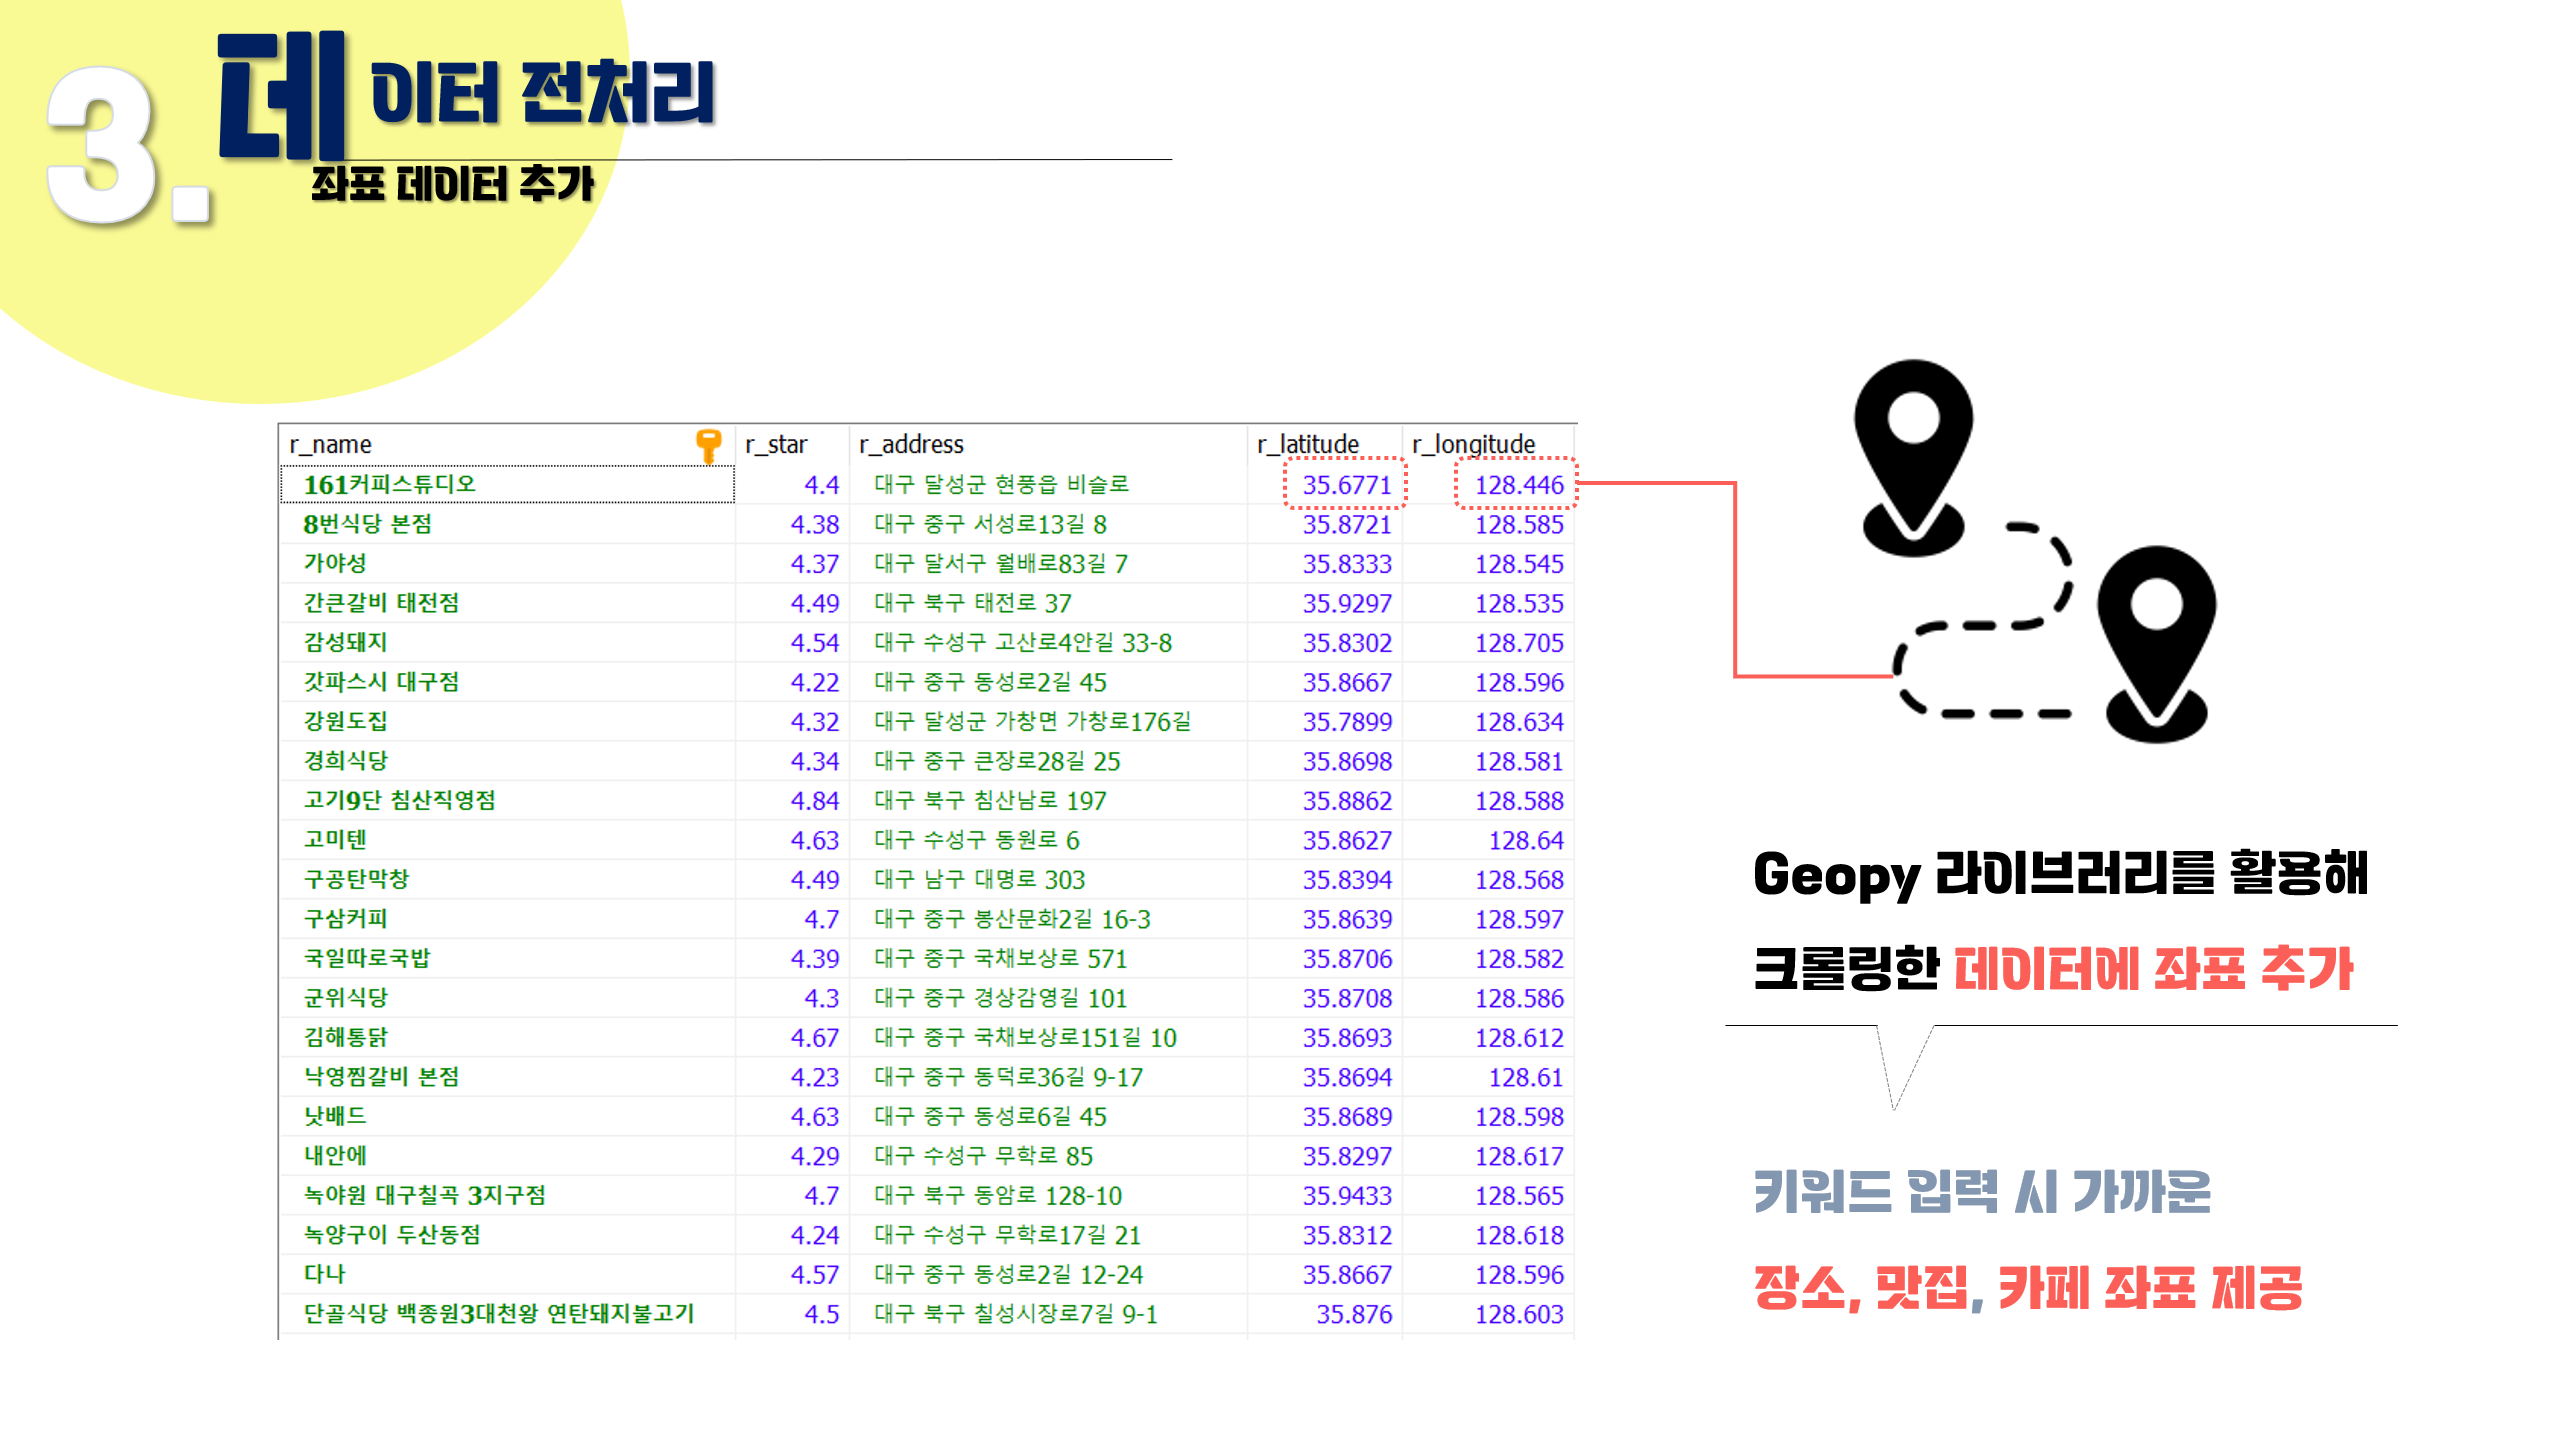 3. 데이터 전처리
좌표 데이터 추가
r_name r_star r_address r_latitude r_longitude
161커피스튜디오 4.4 대구 달성군 현풍읍 비슬로 35.6771 128.446
8번식당 본점 4.38 대구 중구 서성로13길 8 35.8721 128.585
가야성 4.37 대구 달서구 월배로83길 7 35.8333 128.545
간큰갈비 태전점 4.49 대구 북구 태전로 37 35.9297 128.535
감성돼지 4.54 대구 수성구 고산로4안길 33-8 35.8302 128.705
갓파스시 대구점 4.22 대구 중구 동성로2길 45 35.8667 128.596
강원도집 4.32 대구 달성군 가창면 가창로176길 35.7899 128.634
경희식당 4.34 대구 중구 큰장로28길 25 35.8698 128.581
고기9단 침산직영점 4.84 대구 북구 침산남로 197 35.8862 128.588
고미텐 4.63 대구 수성구 동원로 6 35.8627 128.64
구공탄막창 4.49 대구 남구 대명로 303 35.8394 128.568
구삼커피 4.7 대구 중구 봉산문화2길 16-3 35.8639 128.597
국일따로국밥 4.39 대구 중구 국채보상로 571 35.8706 128.582
군위식당 4.3 대구 중구 경상감영길 101 35.8708 128.586
김해통닭 4.67 대구 중구 국채보상로151길 10 35.8693 128.612
낙영찜갈비 본점 4.23 대구 중구 동덕로36길 9-17 35.8694 128.61
낫배드 4.63 대구 중구 동성로6길 45 35.8689 128.598
내안에 4.29 대구 수성구 무학로 85 35.8297 128.617
녹야원 대구칠곡 3지구점 4.7 대구 북구 동암로 128-10 35.9433 128.565
녹양구이 두산동점 4.24 대구 수성구 무학로17길 21 35.8312 128.618
다나 4.57 대구 중구 동성로2길 12-24 35.8667 128.596
단골식당 백종원3대천왕 연탄돼지불고기 4.5 대구 북구 칠성시장로7길 9-1 35.876 128.603
Geopy 라이브러리를 활용해
크롤링한 데이터에 좌표 추가
키워드 입력 시 가까운
장소, 맛집, 카페 좌표 제공